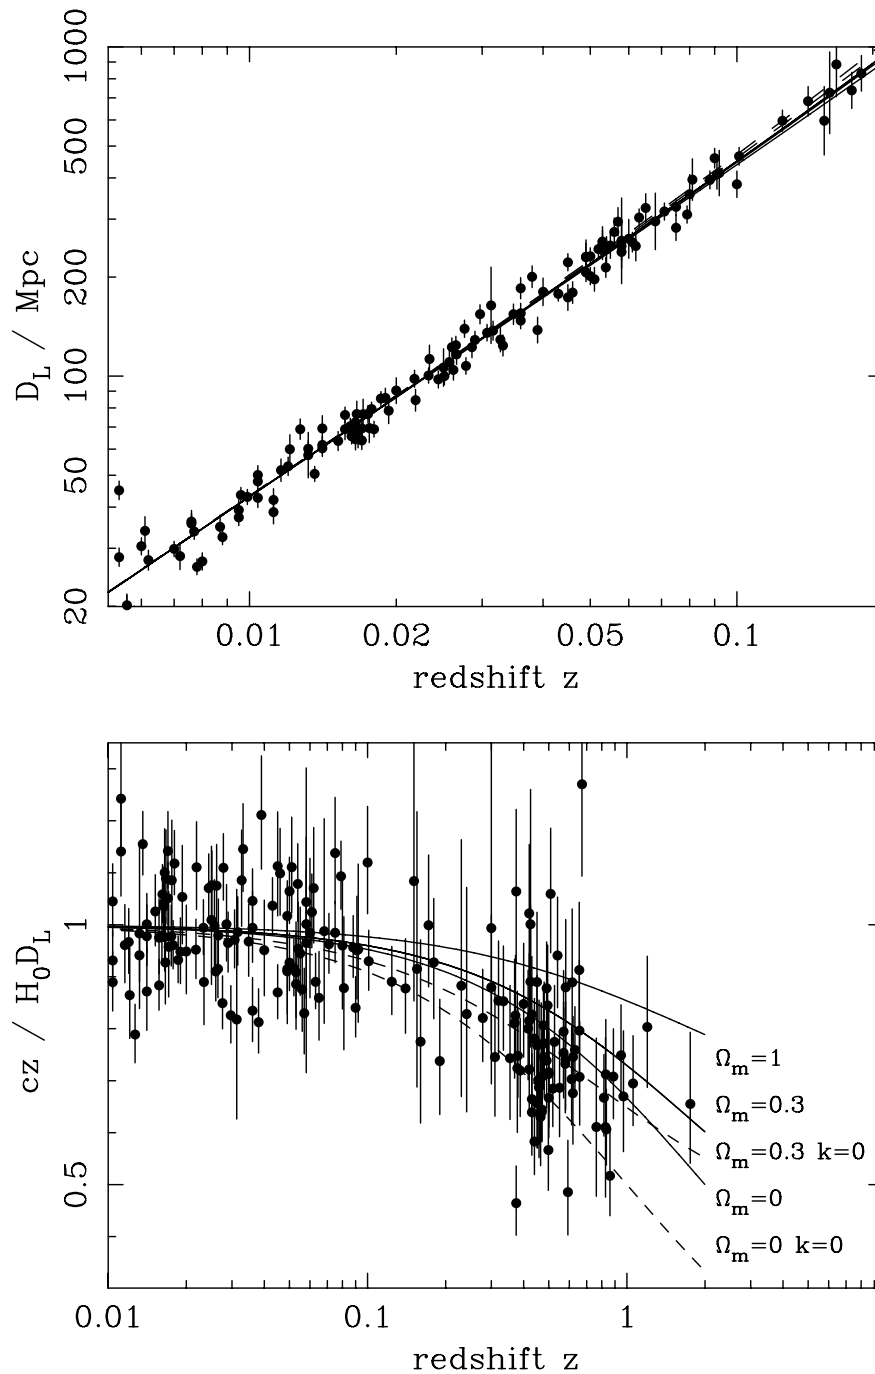 1000
500
200
100
50
20
D_L / Mpc
0.01 0.02 0.05 0.1
redshift z
1
0.5
cz / H_0D_L
Ω_m=1
Ω_m=0.3
Ω_m=0.3 k=0
Ω_m=0
Ω_m=0 k=0
0.01 0.1 1
redshift z